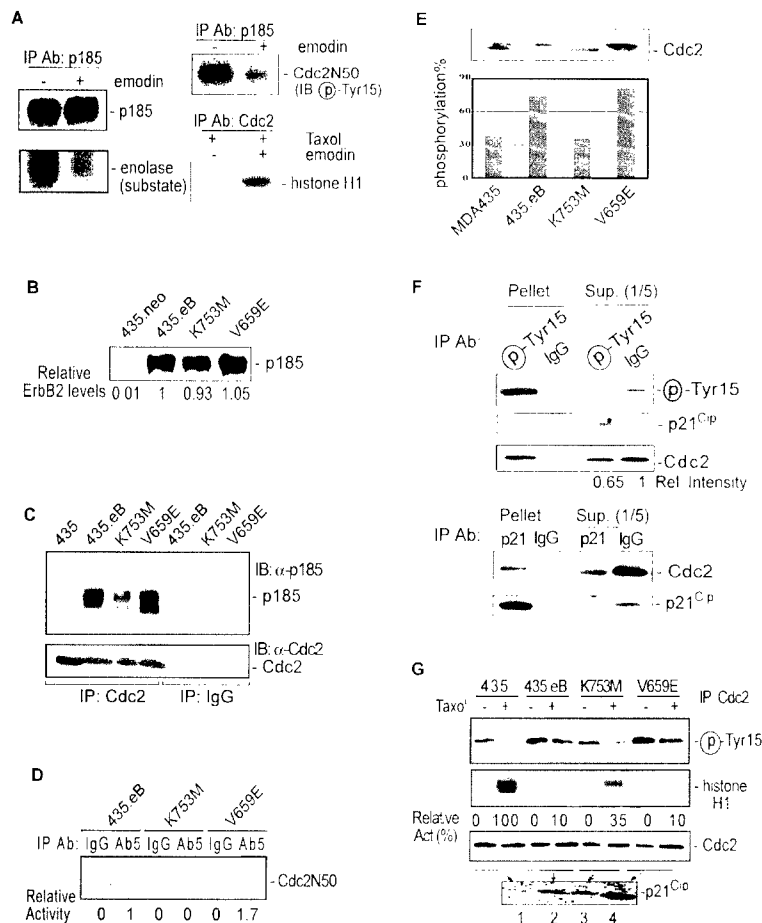 A
IP Ab: p185
- +
emodin
- p185
enolase
(substate)
IP Ab: p185
- +
emodin
- Cdc2N50
(IB p-Tyr15)
IP Ab: Cdc2
+ + Taxol
- + emodin
- histone H1
B
435.neo 435.eB K753M V659E
- p185
Relative
ErbB2 levels
0 01 1 0.93 1.05
C
435 435.eB K753M V659E 435.eB K753M V659E
IB: α-p185
- p185
IB: α-Cdc2
- Cdc2
IP: Cdc2 IP: IgG
D
435.eB K753M V659E
IP Ab: IgG Ab5 IgG Ab5 IgG Ab5
-Cdc2N50
Relative
Activity 0 1 0 0 0 1.7
E
- Cdc2
phosphorylation%
90
60
30
0
MDA435 435.eB K753M V659E
F
Pellet Sup. (1/5)
IP Ab: p-Tyr15 IgG p-Tyr15 IgG
-p-Tyr15
- p21Cip
-Cdc2
0.65 1 Rel Intensity
Pellet Sup. (1/5)
IP Ab: p21 IgG p21 IgG
- Cdc2
- p21Cip
G
435 435 eB K753M V659E IP Cdc2
Taxol - + - + - + - +
-p-Tyr15
- histone
H1
Relative
Act (%)
0 100 0 10 0 35 0 10
- Cdc2
-p21Cip
1 2 3 4